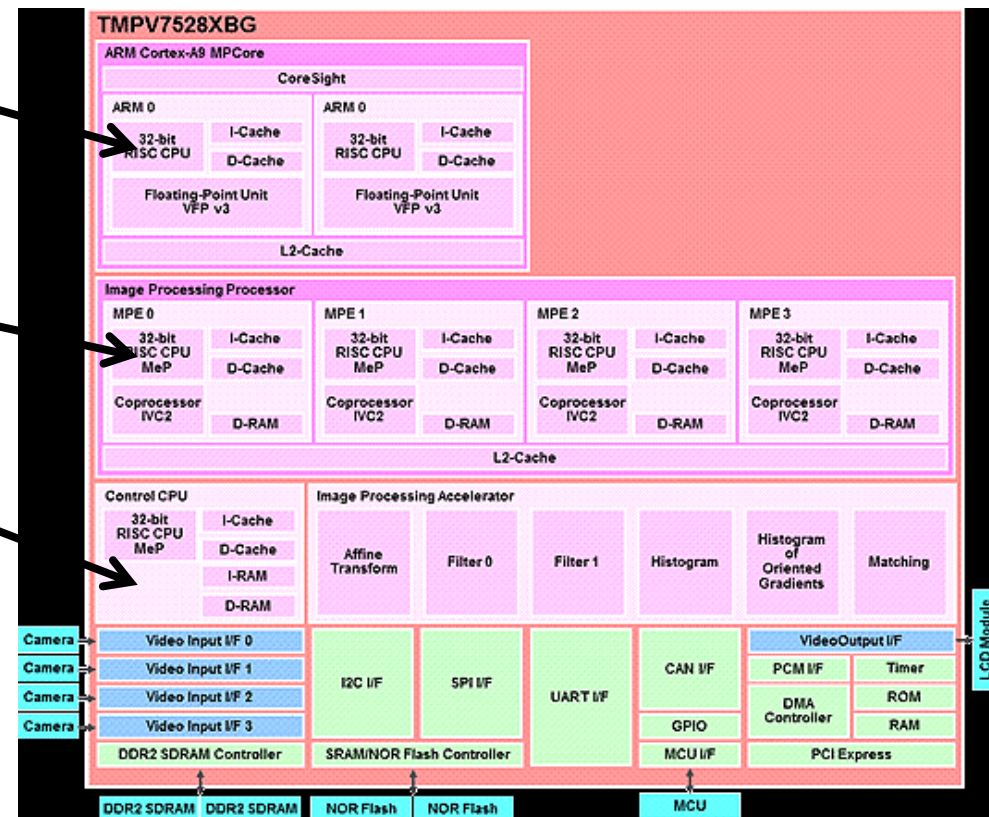 TMPV7528XBG
ARM Cortex-A9 MPCore
CoreSight
ARM 0
32-bit
RISC CPU
I-Cache
D-Cache
Floating-Point Unit
VFP v3
ARM 0
32-bit
RISC CPU
I-Cache
D-Cache
Floating-Point Unit
VFP v3
L2-Cache
Image Processing Processor
MPE 0
32-bit
RISC CPU
MeP
I-Cache
D-Cache
Coprocessor
IVC2
D-RAM
MPE 1
32-bit
RISC CPU
MeP
I-Cache
D-Cache
Coprocessor
IVC2
D-RAM
MPE 2
32-bit
RISC CPU
MeP
I-Cache
D-Cache
Coprocessor
IVC2
D-RAM
MPE 3
32-bit
RISC CPU
MeP
I-Cache
D-Cache
Coprocessor
IVC2
D-RAM
L2-Cache
Control CPU
32-bit
RISC CPU
MeP
I-Cache
D-Cache
I-RAM
D-RAM
Image Processing Accelerator
Affine
Transform
Filter 0
Filter 1
Histogram
Histogram
of
Oriented
Gradients
Matching
Camera
Video Input I/F 0
Camera
Video Input I/F 1
Camera
Video Input I/F 2
Camera
Video Input I/F 3
DDR2 SDRAM Controller
I2C I/F
SPI I/F
SRAM/NOR Flash Controller
UART I/F
CAN I/F
GPIO
MCU I/F
VideoOutput I/F
PCM I/F
Timer
DMA
Controller
ROM
RAM
PCI Express
LCD Module
DDR2 SDRAM
DDR2 SDRAM
NOR Flash
NOR Flash
MCU